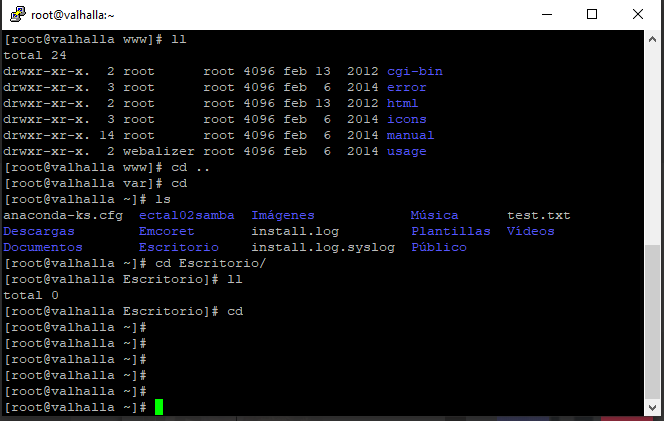 root@valhalla:~
[root@valhalla www]# ll
total 24
drwxr-xr-x.  2 root      root 4096 feb 13  2012 cgi-bin
drwxr-xr-x.  3 root      root 4096 feb  6  2014 error
drwxr-xr-x.  2 root      root 4096 feb 13  2012 html
drwxr-xr-x.  3 root      root 4096 feb  6  2014 icons
drwxr-xr-x. 14 root      root 4096 feb  6  2014 manual
drwxr-xr-x.  2 webalizer root 4096 feb  6  2014 usage
[root@valhalla www]# cd ..
[root@valhalla var]# cd
[root@valhalla ~]# ls
anaconda-ks.cfg  ectal02samba  Imágenes            Música      test.txt
Descargas        Emcoret       install.log         Plantillas  Vídeos
Documentos       Escritorio    install.log.syslog  Público
[root@valhalla ~]# cd Escritorio/
[root@valhalla Escritorio]# ll
total 0
[root@valhalla Escritorio]# cd
[root@valhalla ~]#
[root@valhalla ~]#
[root@valhalla ~]#
[root@valhalla ~]#
[root@valhalla ~]#
[root@valhalla ~]#